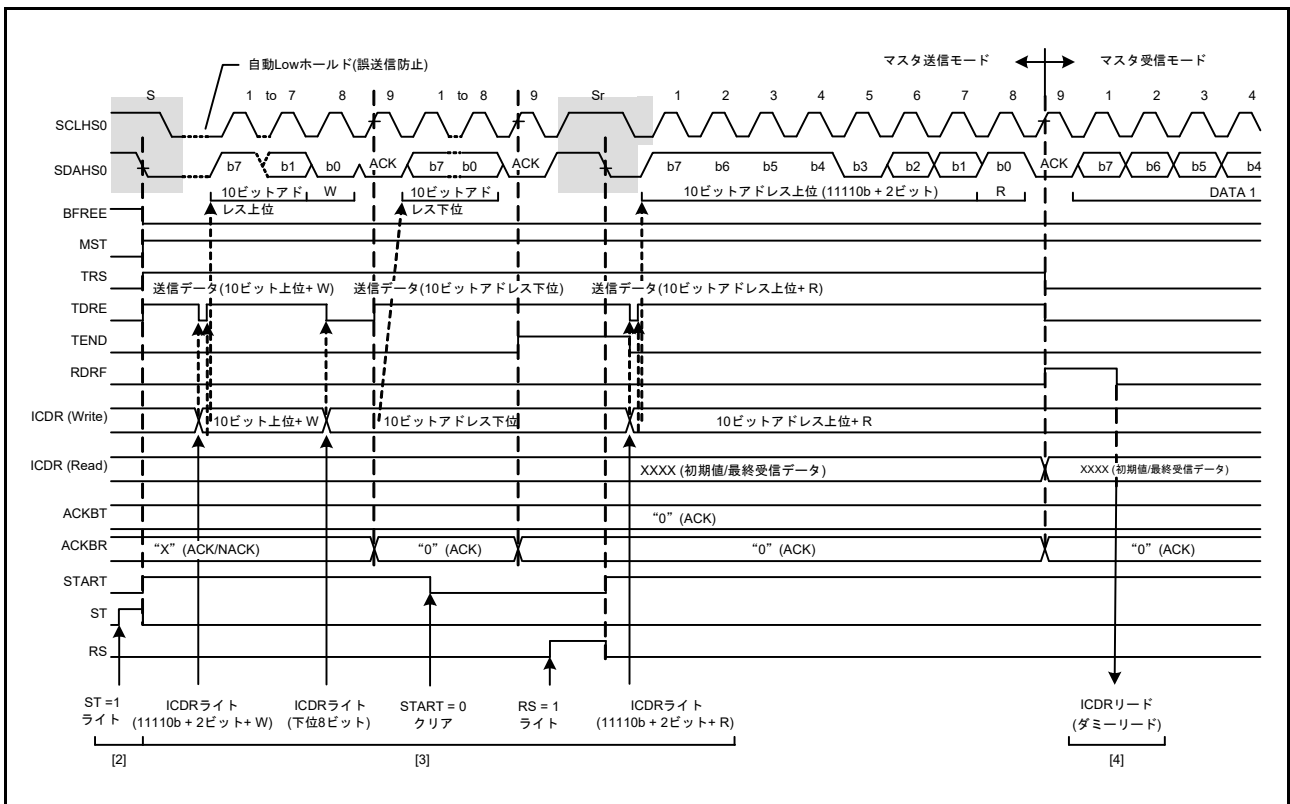 マスタ送信モード マスタ受信モード
自動Lowホールド(誤送信防止)
S 1 to 7 8 9 1 to 8 9 Sr 1 2 3 4 5 6 7 8 9 1 2 3 4
SCLHS0
SDAHS0 b7 b1 b0 ACK b7 b0 ACK b7 b6 b5 b4 b3 b2 b1 b0 ACK b7 b6 b5 b4
10ビットアド W 10ビットアド 10ビットアドレス上位 (11110b + 2ビット) R DATA 1
レス上位 レス下位
BFREE
MST
TRS
送信データ(10ビット上位+ W) 送信データ(10ビットアドレス下位) 送信データ(10ビットアドレス上位+ R)
TDRE
TEND
RDRF
ICDR (Write) 10ビット上位+ W 10ビットアドレス下位 10ビットアドレス上位+ R
ICDR (Read) XXXX (初期値/最終受信データ) XXXX (初期値/最終受信データ)
ACKBT “0” (ACK)
ACKBR “X” (ACK/NACK) “0” (ACK) “0” (ACK) “0” (ACK)
START
ST
RS
ST =1 ICDRライト ICDRライト START = 0 RS = 1 ICDRライト ICDRリード
ライト (11110b + 2ビット+ W) (下位8ビット) クリア ライト (11110b + 2ビット+ R) (ダミーリード)
[2] [3] [4]